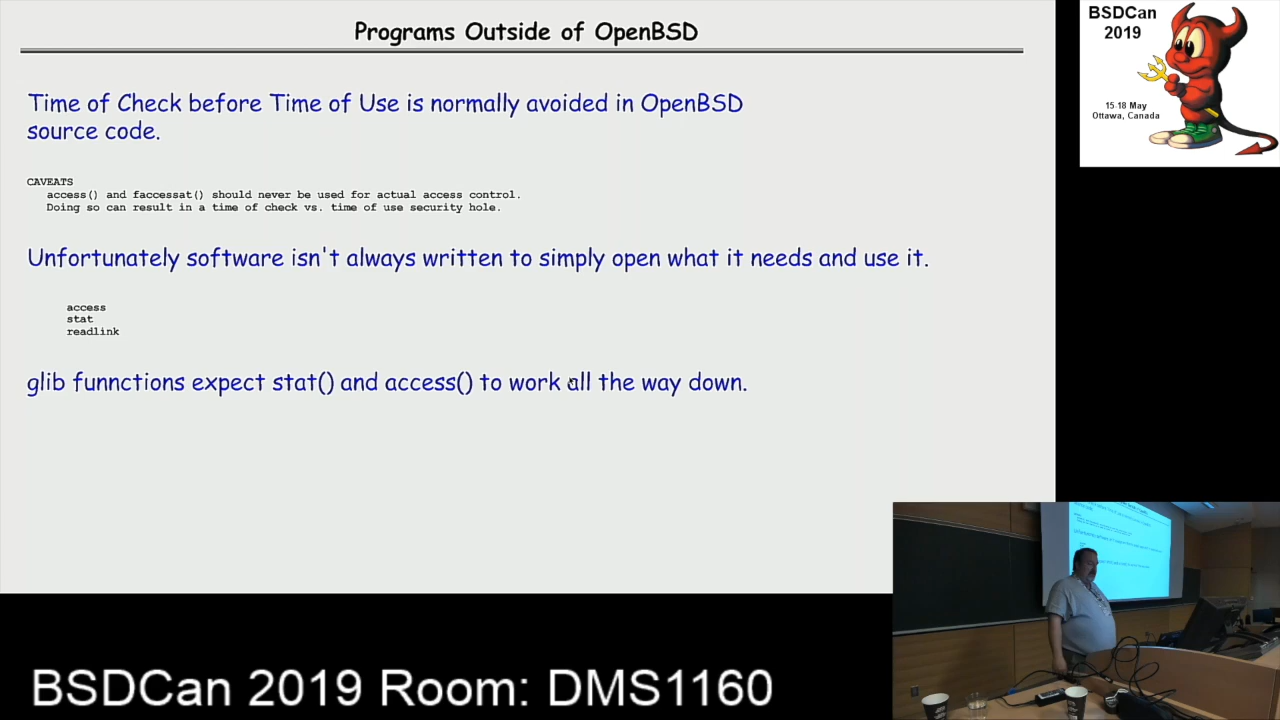 Programs Outside of OpenBSD
BSDCan
2019
15-18 May
Ottawa, Canada
Time of Check before Time of Use is normally avoided in OpenBSD
source code.
CAVEATS
access() and faccessat() should never be used for actual access control.
Doing so can result in a time of check vs. time of use security hole.
Unfortunately software isn't always written to simply open what it needs and use it.
access
stat
readlink
glib funnctions expect stat() and access() to work all the way down.
BSDCan 2019 Room: DMS1160